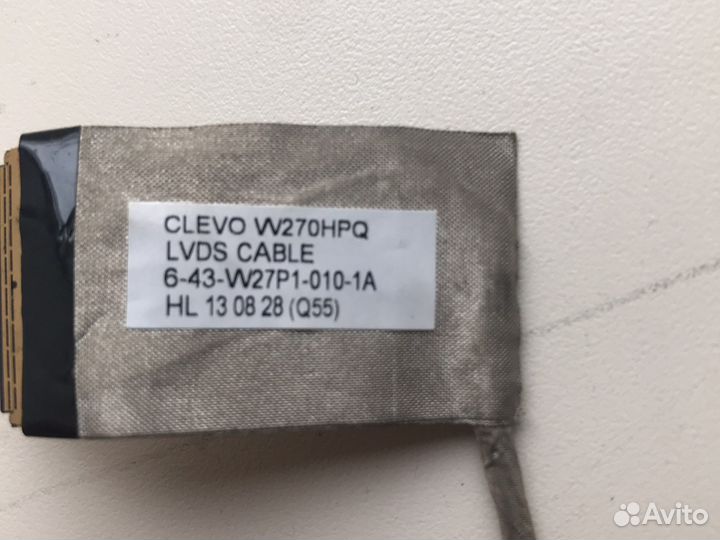 CLEVO W270HPQ
LVDS CABLE
6-43-W27P1-010-1A
HL 13 08 28 (Q55)
Avito